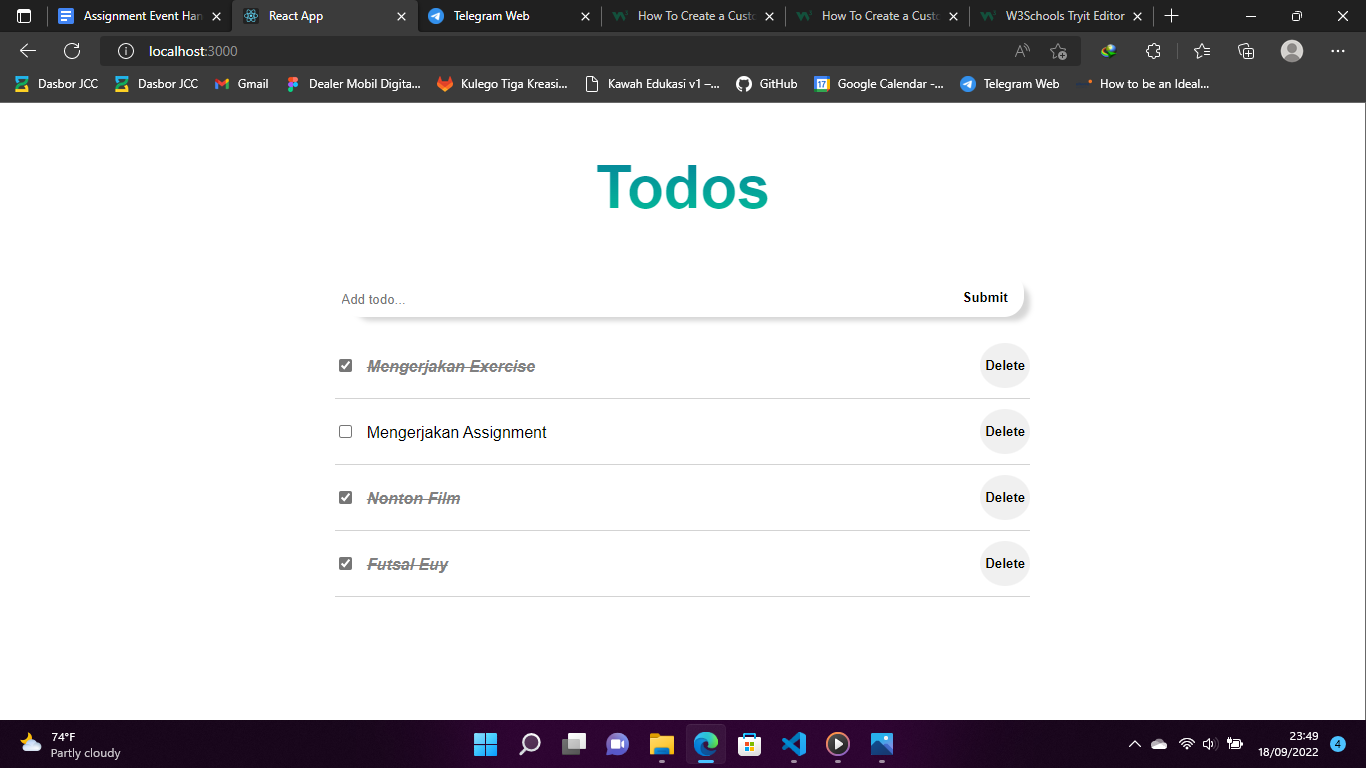 Assignment Event Han
React App
Telegram Web
How To Create a Custo
How To Create a Custo
W3Schools Tryit Editor
localhost:3000
Dasbor JCC
Dasbor JCC
Gmail
Dealer Mobil Digita...
Kulego Tiga Kreasi...
Kawah Edukasi v1 –...
GitHub
Google Calendar -...
Telegram Web
How to be an Ideal...
Todos
Add todo...
Submit
Mengerjakan Exercise
Delete
Mengerjakan Assignment
Delete
Nonton Film
Delete
Futsal Euy
Delete
74°F
Partly cloudy
23:49
18/09/2022
4